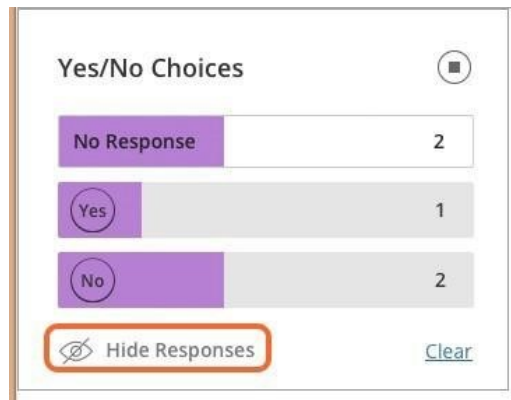 Yes/No Choices
No Response 2
Yes 1
No 2
Hide Responses Clear